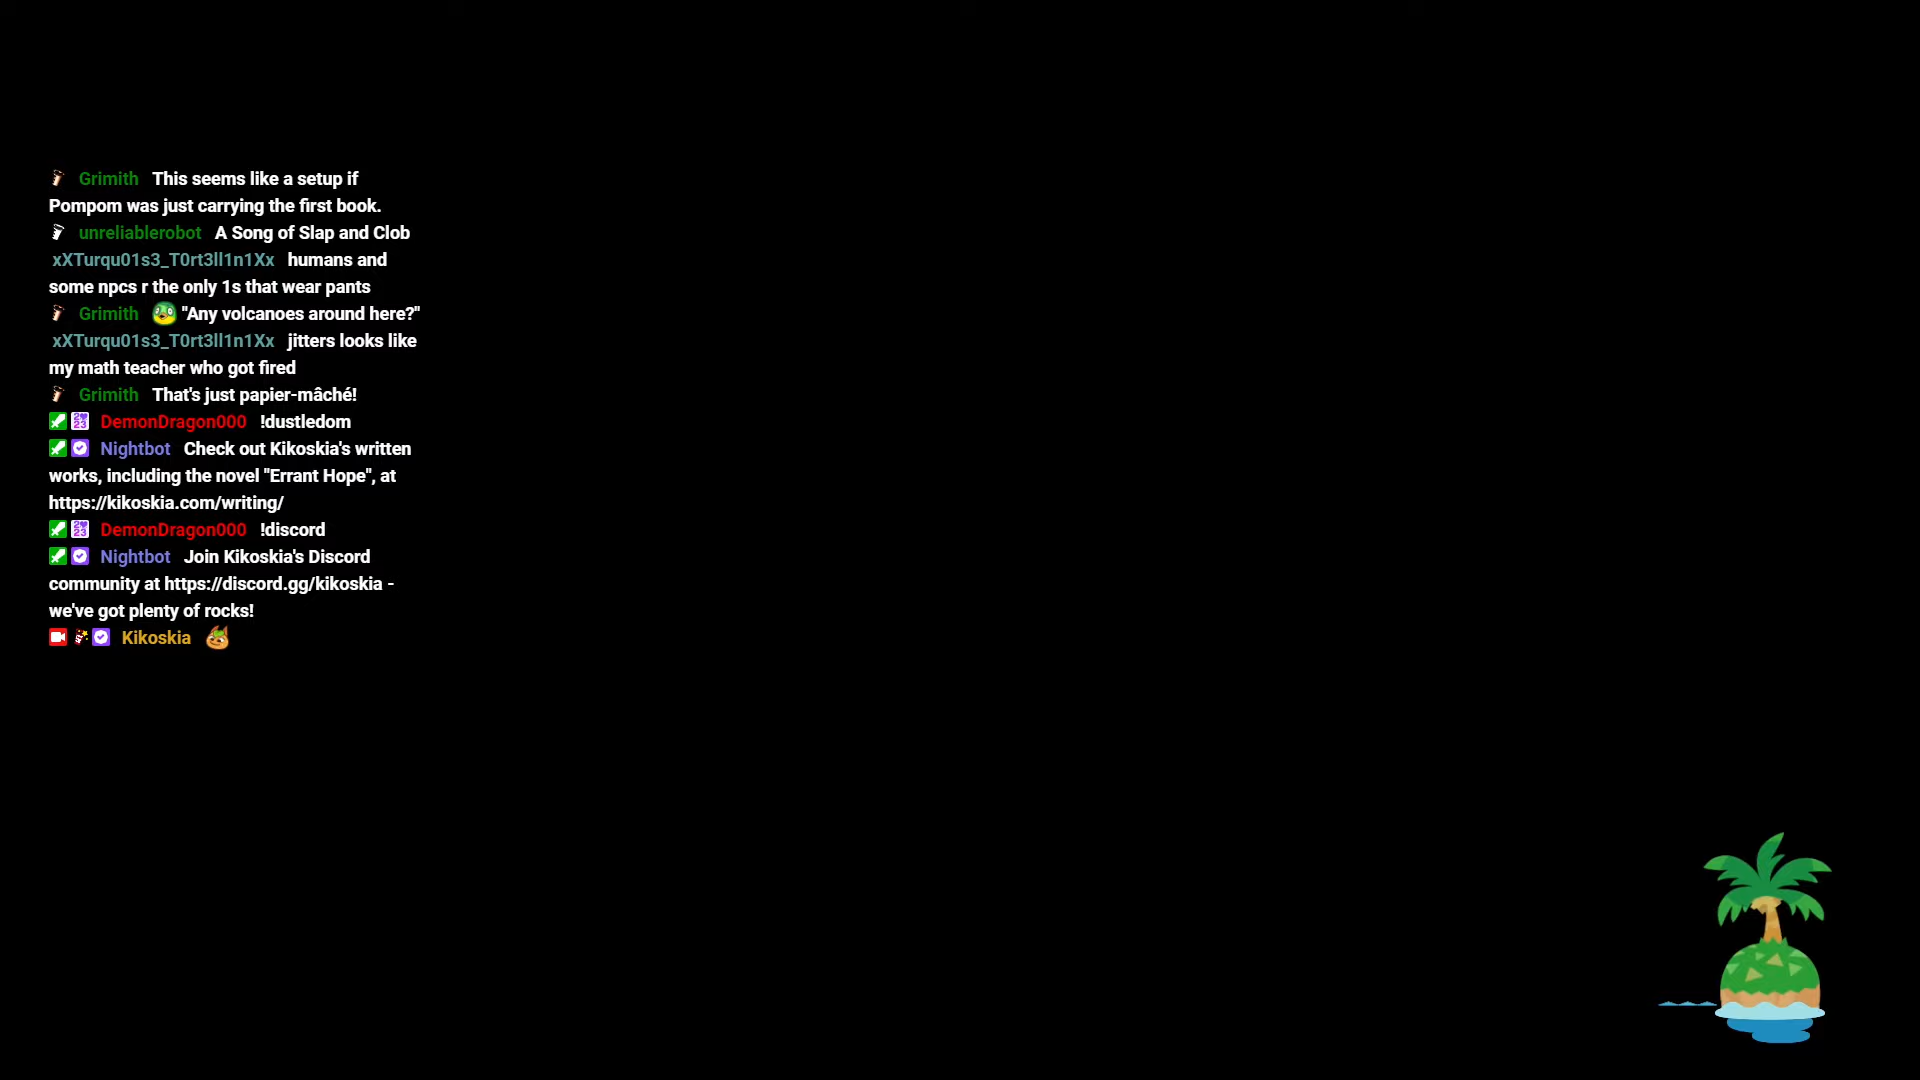 Grimith This seems like a setup if
Pompom was just carrying the first book.
unreliablerobot A Song of Slap and Clob
xXTurqu01s3_T0rt3ll1n1Xx humans and
some npcs r the only 1s that wear pants
Grimith "Any volcanoes around here?"
xXTurqu01s3_T0rt3ll1n1Xx jitters looks like
my math teacher who got fired
Grimith That's just papier-mâché!
DemonDragon000 !dustledom
Nightbot Check out Kikoskia's written
works, including the novel "Errant Hope", at
https://kikoskia.com/writing/
DemonDragon000 !discord
Nightbot Join Kikoskia's Discord
community at https://discord.gg/kikoskia -
we've got plenty of rocks!
Kikoskia